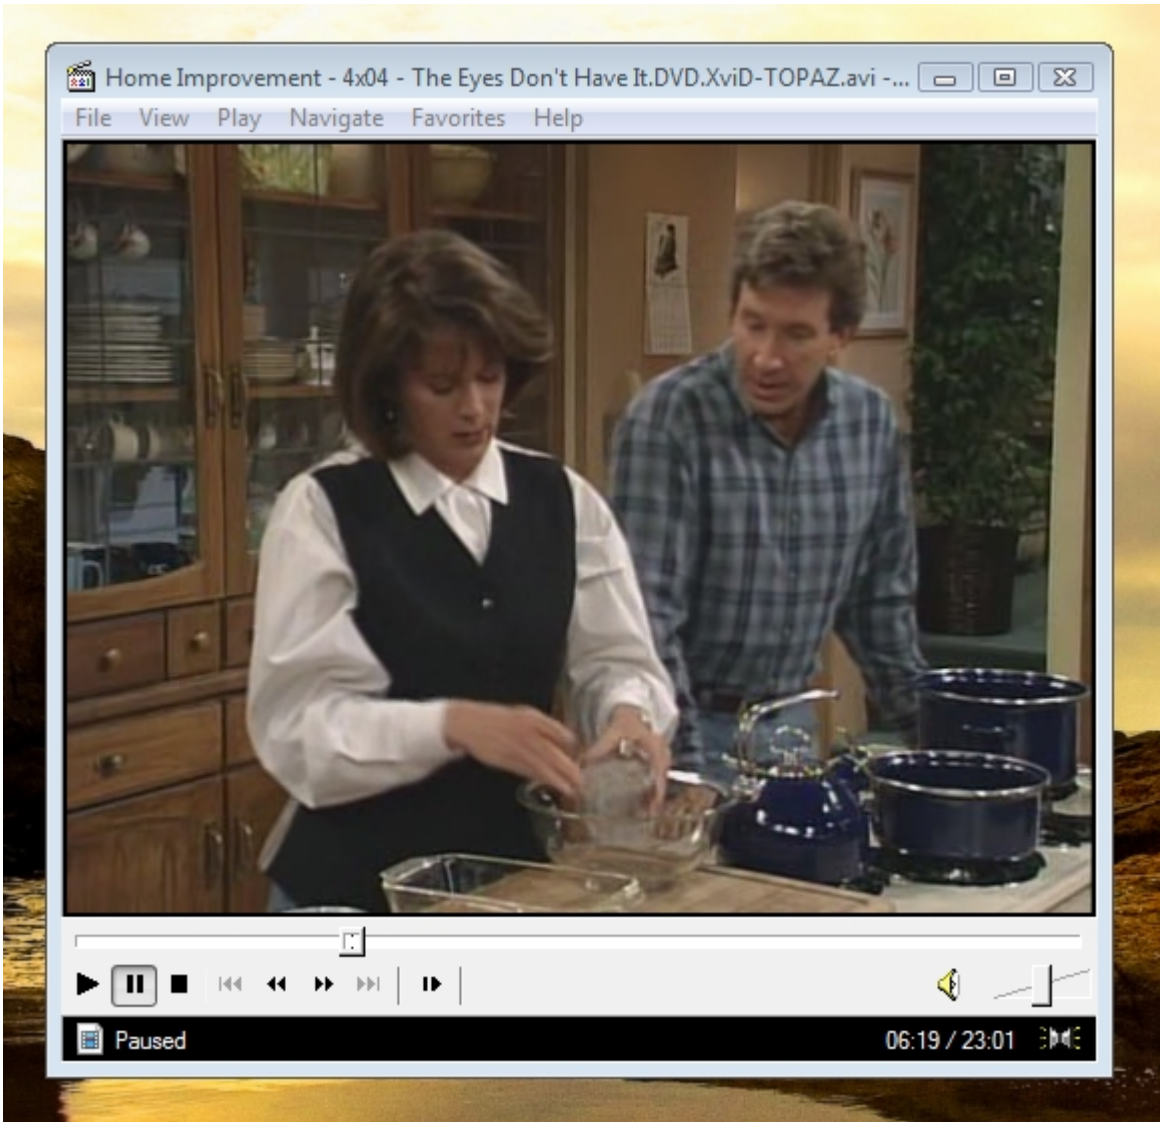 Home Improvement - 4x04 - The Eyes Don't Have It.DVD.XviD-TOPAZ.avi -...
File View Play Navigate Favorites Help
Paused 06:19 / 23:01